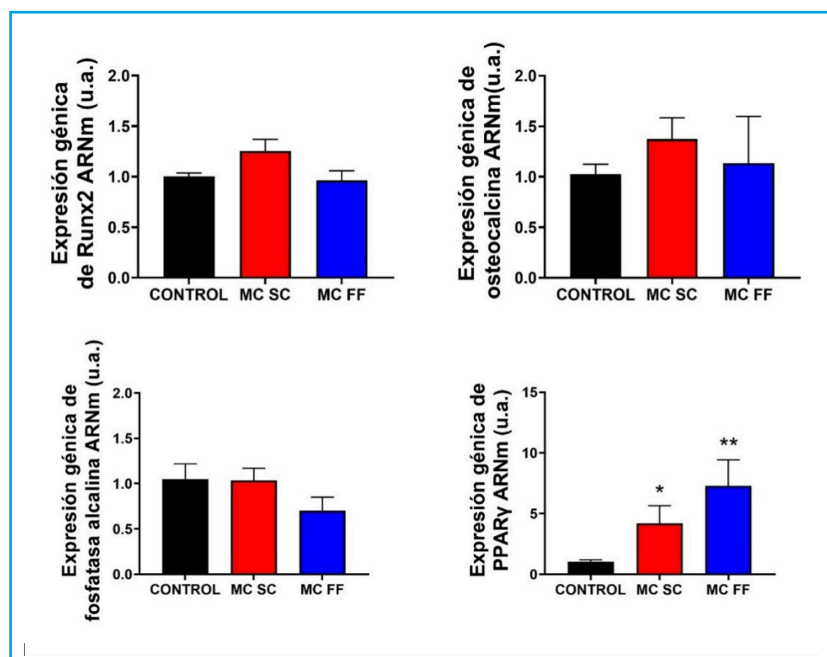 Expresión génica
de Runx2 ARNm (u.a.)
2.0
1.5
1.0
0.5
0.0
CONTROL MC SC MC FF
Expresión génica de
osteocalcina ARNm(u.a.)
2.0
1.5
1.0
0.5
0.0
CONTROL MC SC MC FF
Expresión génica de
fosfatasa alcalina ARNm (u.a.)
2.0
1.5
1.0
0.5
0.0
CONTROL MC SC MC FF
Expresión génica de
PPARγ ARNm (u.a.)
15
10
5
0
*
**
CONTROL MC SC MC FF